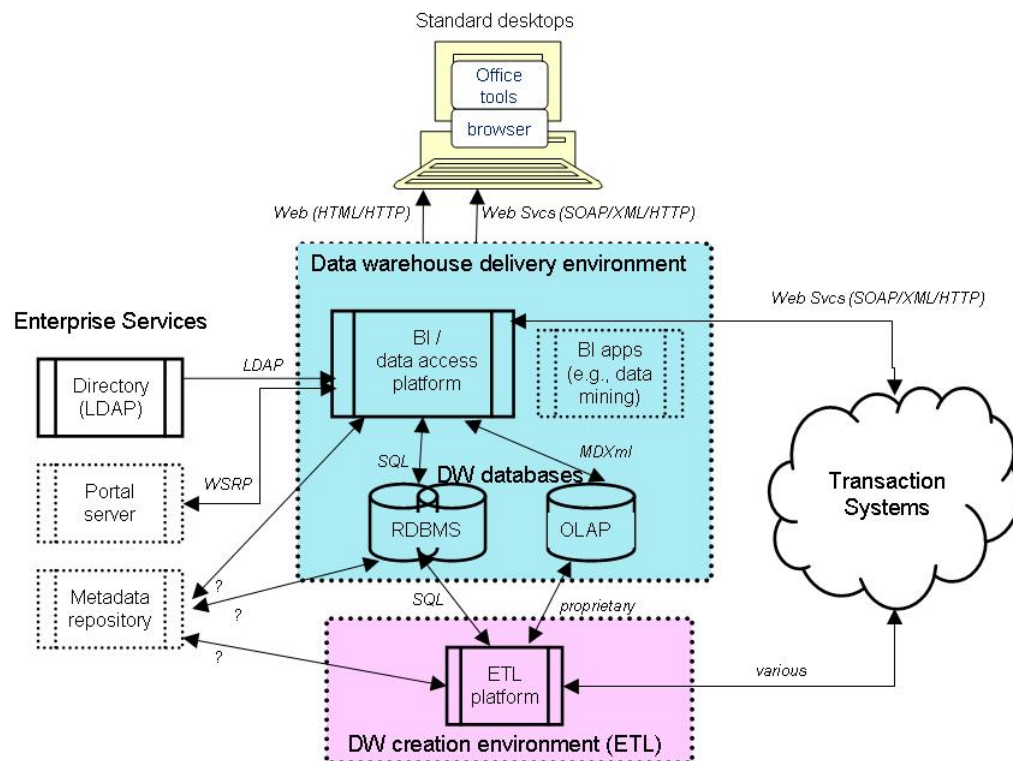 Standard desktops
Office
tools
browser
Web (HTML/HTTP)
Web Svcs (SOAP/XML/HTTP)
Data warehouse delivery environment
Web Svcs (SOAP/XML/HTTP)
Enterprise Services
BI /
data access
platform
BI apps
(e.g., data
mining)
LDAP
Directory
(LDAP)
SQL
MDXml
DW databases
WSRP
Portal
server
RDBMS
OLAP
Transaction
Systems
?
Metadata
repository
?
SQL
proprietary
?
ETL
platform
various
DW creation environment (ETL)